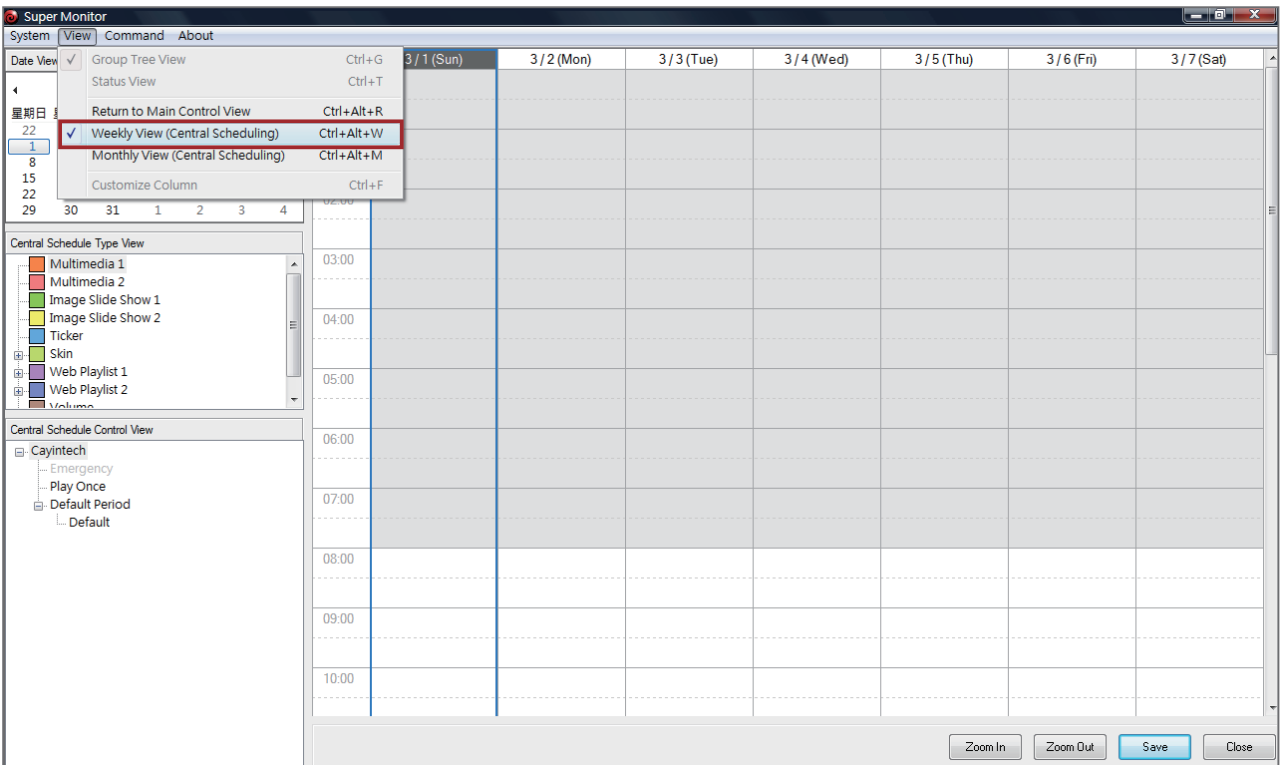 Super Monitor
System View Command About
Date View
Group Tree View Ctrl+G
Status View Ctrl+T
Return to Main Control View Ctrl+Alt+R
Weekly View (Central Scheduling) Ctrl+Alt+W
Monthly View (Central Scheduling) Ctrl+Alt+M
Customize Column Ctrl+F
星期日
22
1
8
15
22
29 30 31 1 2 3 4
Central Schedule Type View
Multimedia 1
Multimedia 2
Image Slide Show 1
Image Slide Show 2
Ticker
Skin
Web Playlist 1
Web Playlist 2
Volume
Central Schedule Control View
Cayintech
Emergency
Play Once
Default Period
Default
3 / 1 (Sun) 3 / 2 (Mon) 3 / 3 (Tue) 3 / 4 (Wed) 3 / 5 (Thu) 3 / 6 (Fri) 3 / 7 (Sat)
02:00
03:00
04:00
05:00
06:00
07:00
08:00
09:00
10:00
Zoom In Zoom Out Save Close